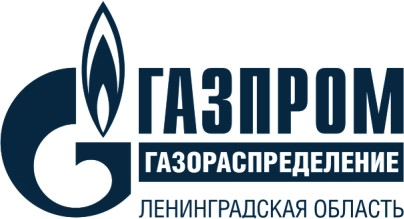 ГАЗПРОМ
ГАЗОРАСПРЕДЕЛЕНИЕ
ЛЕНИНГРАДСКАЯ ОБЛАСТЬ